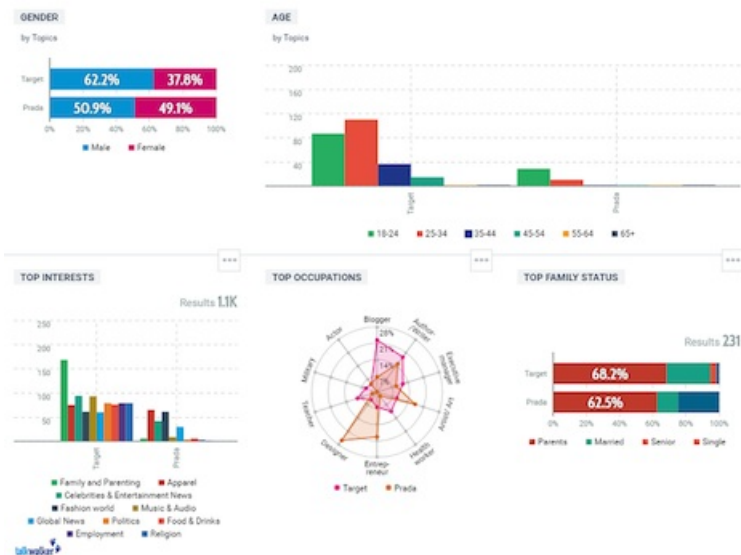 GENDER
by Topics
Target 62.2% 37.8%
Prada 50.9% 49.1%
0% 20% 40% 60% 80% 100%
Male Female
AGE
by Topics
200
160
120
80
40
Target Prada
18-24 25-34 35-44 45-54 55-64 65+
TOP INTERESTS
Results 1.1K
250
200
150
100
50
Target Prada
Family and Parenting Apparel
Celebrities & Entertainment News
Fashion world Music & Audio
Global News Politics Food & Drinks
Employment Religion
TOP OCCUPATIONS
Blogger
Author/
Writer
Executive
manager
Artist/ Art
Health
worker
Entrep-
reneur
Designer
Teacher
Military
Actor
28%
21%
14%
7%
Target Prada
TOP FAMILY STATUS
Results 231
Target 68.2%
Prada 62.5%
0% 20% 40% 60% 80% 100%
Parents Married Senior Single
talkwalker